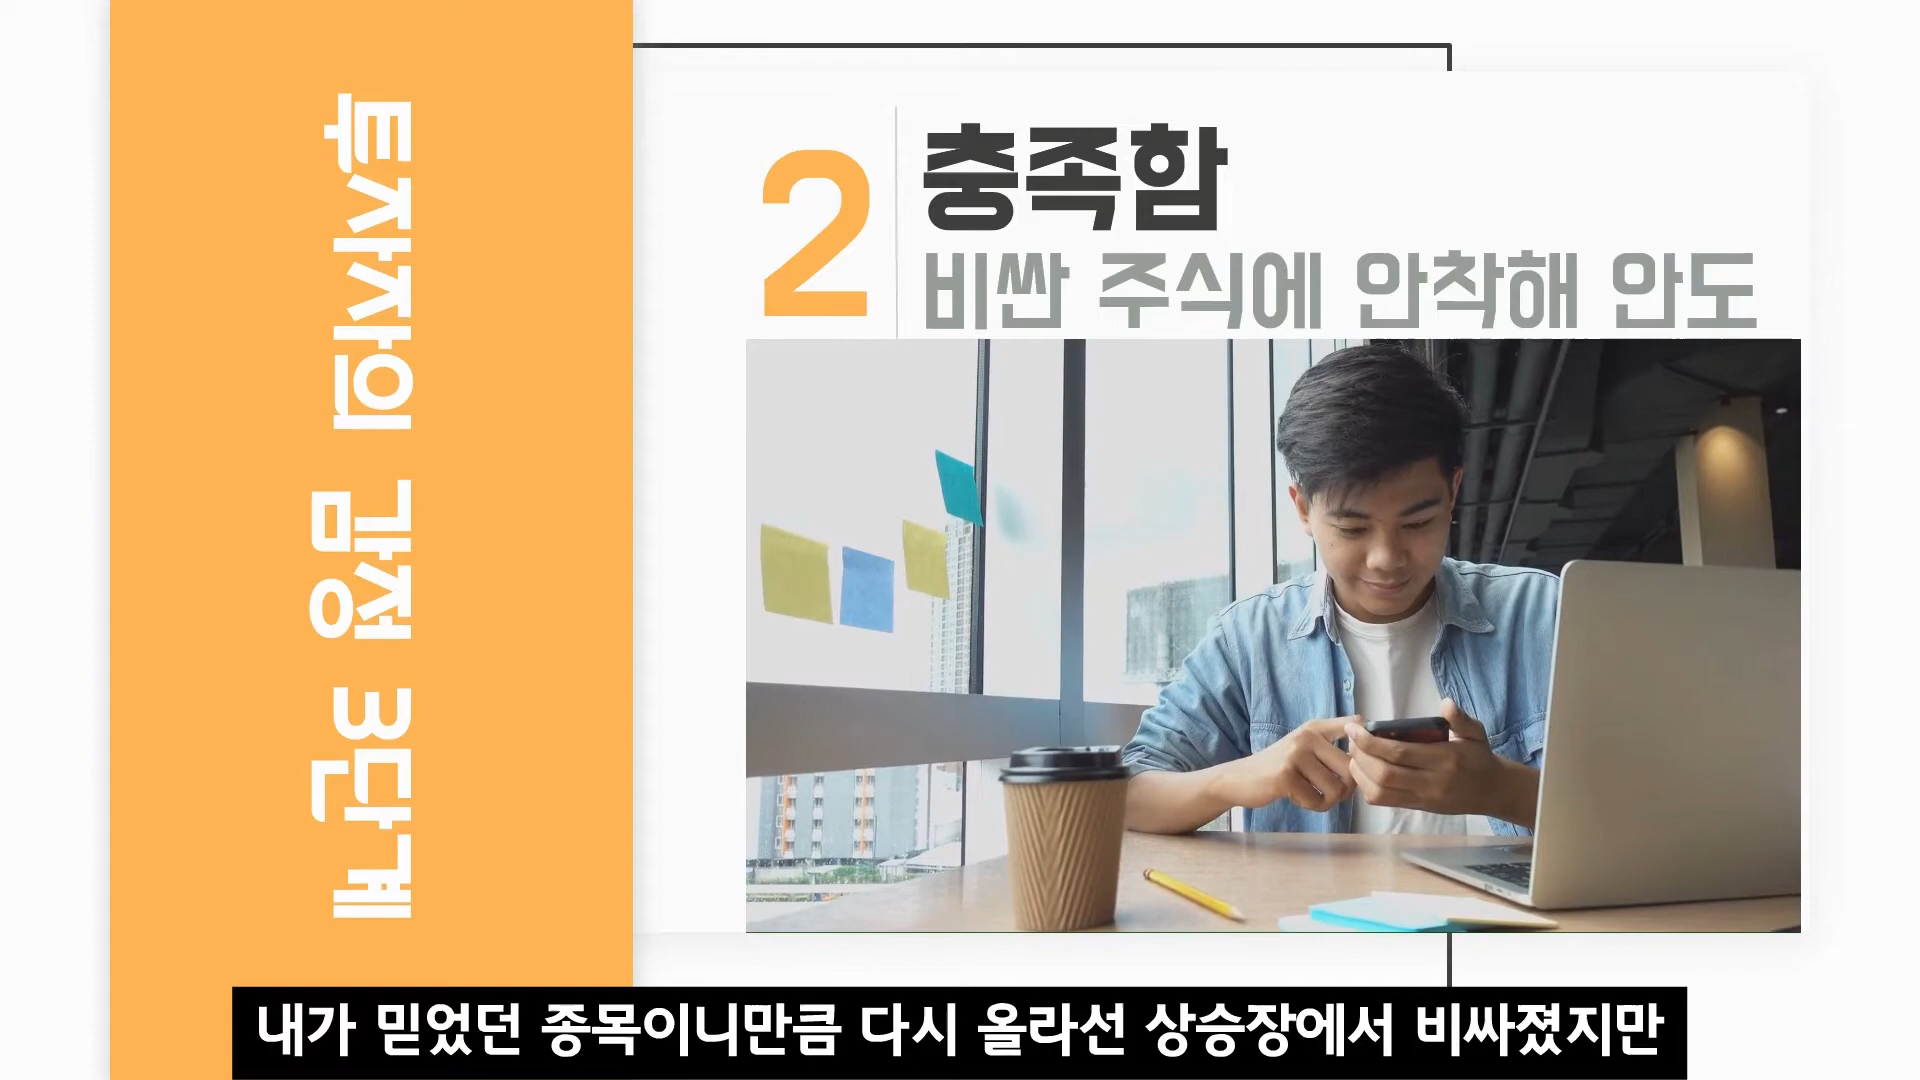 투자자의 감정 3단계
2
충족함
비싼 주식에 안착해 안도
내가 믿었던 종목이니만큼 다시 올라선 상승장에서 비싸졌지만